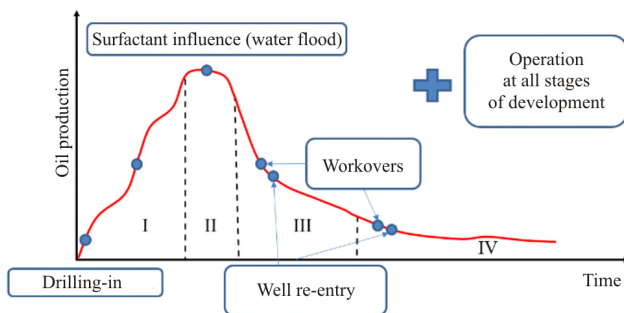 Surfactant influence (water flood)
Operation
at all stages
of development
Oil production
Workovers
I
II
III
IV
Drilling-in
Well re-entry
Time